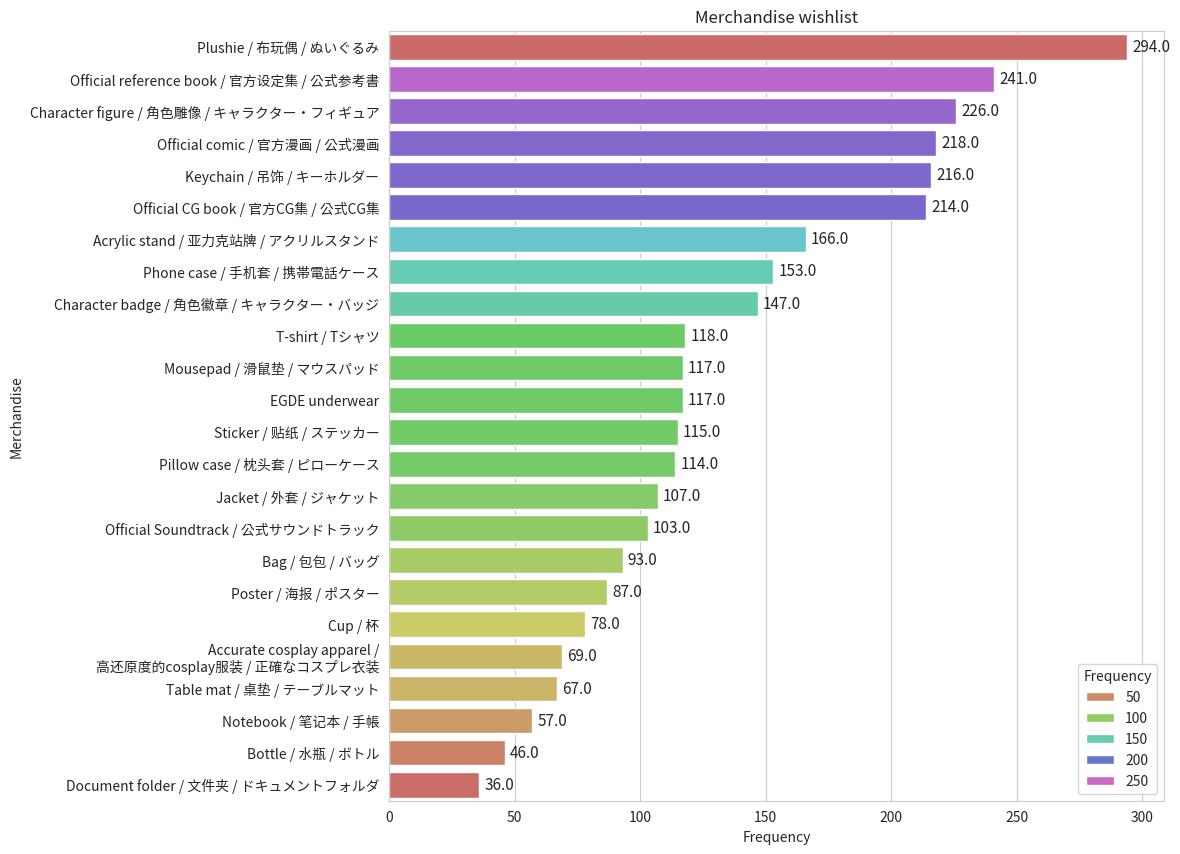 Merchandise wishlist
Merchandise
Plushie / 布玩偶 / ぬいぐるみ 294.0
Official reference book / 官方设定集 / 公式参考書 241.0
Character figure / 角色雕像 / キャラクター・フィギュア 226.0
Official comic / 官方漫画 / 公式漫画 218.0
Keychain / 吊饰 / キーホルダー 216.0
Official CG book / 官方CG集 / 公式CG集 214.0
Acrylic stand / 亚力克站牌 / アクリルスタンド 166.0
Phone case / 手机套 / 携帯電話ケース 153.0
Character badge / 角色徽章 / キャラクター・バッジ 147.0
T-shirt / Tシャツ 118.0
Mousepad / 滑鼠垫 / マウスパッド 117.0
EGDE underwear 117.0
Sticker / 贴纸 / ステッカー 115.0
Pillow case / 枕头套 / ピローケース 114.0
Jacket / 外套 / ジャケット 107.0
Official Soundtrack / 公式サウンドトラック 103.0
Bag / 包包 / バッグ 93.0
Poster / 海报 / ポスター 87.0
Cup / 杯 78.0
Accurate cosplay apparel /
高还原度的cosplay服装 / 正確なコスプレ衣装 69.0
Table mat / 桌垫 / テーブルマット 67.0
Notebook / 笔记本 / 手帳 57.0
Bottle / 水瓶 / ボトル 46.0
Document folder / 文件夹 / ドキュメントフォルダ 36.0
0 50 100 150 200 250 300
Frequency
Frequency
50
100
150
200
250